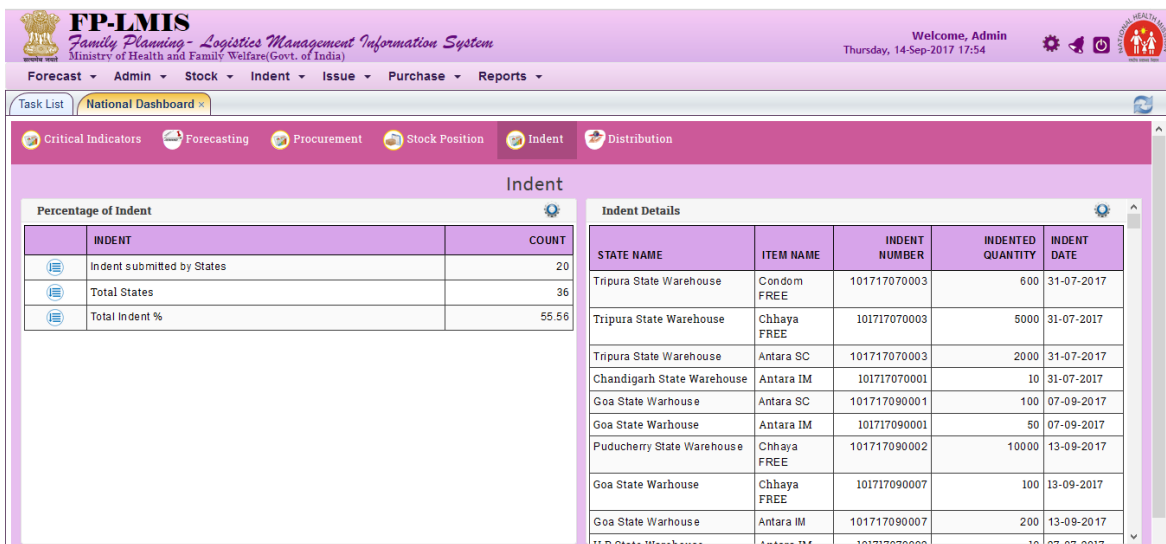 FP-LMIS
Family Planning- Logistics Management Information System
Ministry of Health and Family Welfare(Govt. of India)
सत्यमेव जयते
Welcome, Admin
Thursday, 14-Sep-2017 17:54
Forecast Admin Stock Indent Issue Purchase Reports
Task List National Dashboard ×
Critical Indicators Forecasting Procurement Stock Position Indent Distribution
Indent
Percentage of Indent
INDENT COUNT
Indent submitted by States 20
Total States 36
Total Indent % 55.56
Indent Details
STATE NAME ITEM NAME INDENT NUMBER INDENTED QUANTITY INDENT DATE
Tripura State Warehouse Condom FREE 101717070003 600 31-07-2017
Tripura State Warehouse Chhaya FREE 101717070003 5000 31-07-2017
Tripura State Warehouse Antara SC 101717070003 2000 31-07-2017
Chandigarh State Warehouse Antara IM 101717070001 10 31-07-2017
Goa State Warhouse Antara SC 101717090001 100 07-09-2017
Goa State Warhouse Antara IM 101717090001 50 07-09-2017
Puducherry State Warehouse Chhaya FREE 101717090002 10000 13-09-2017
Goa State Warhouse Chhaya FREE 101717090007 100 13-09-2017
Goa State Warhouse Antara IM 101717090007 200 13-09-2017